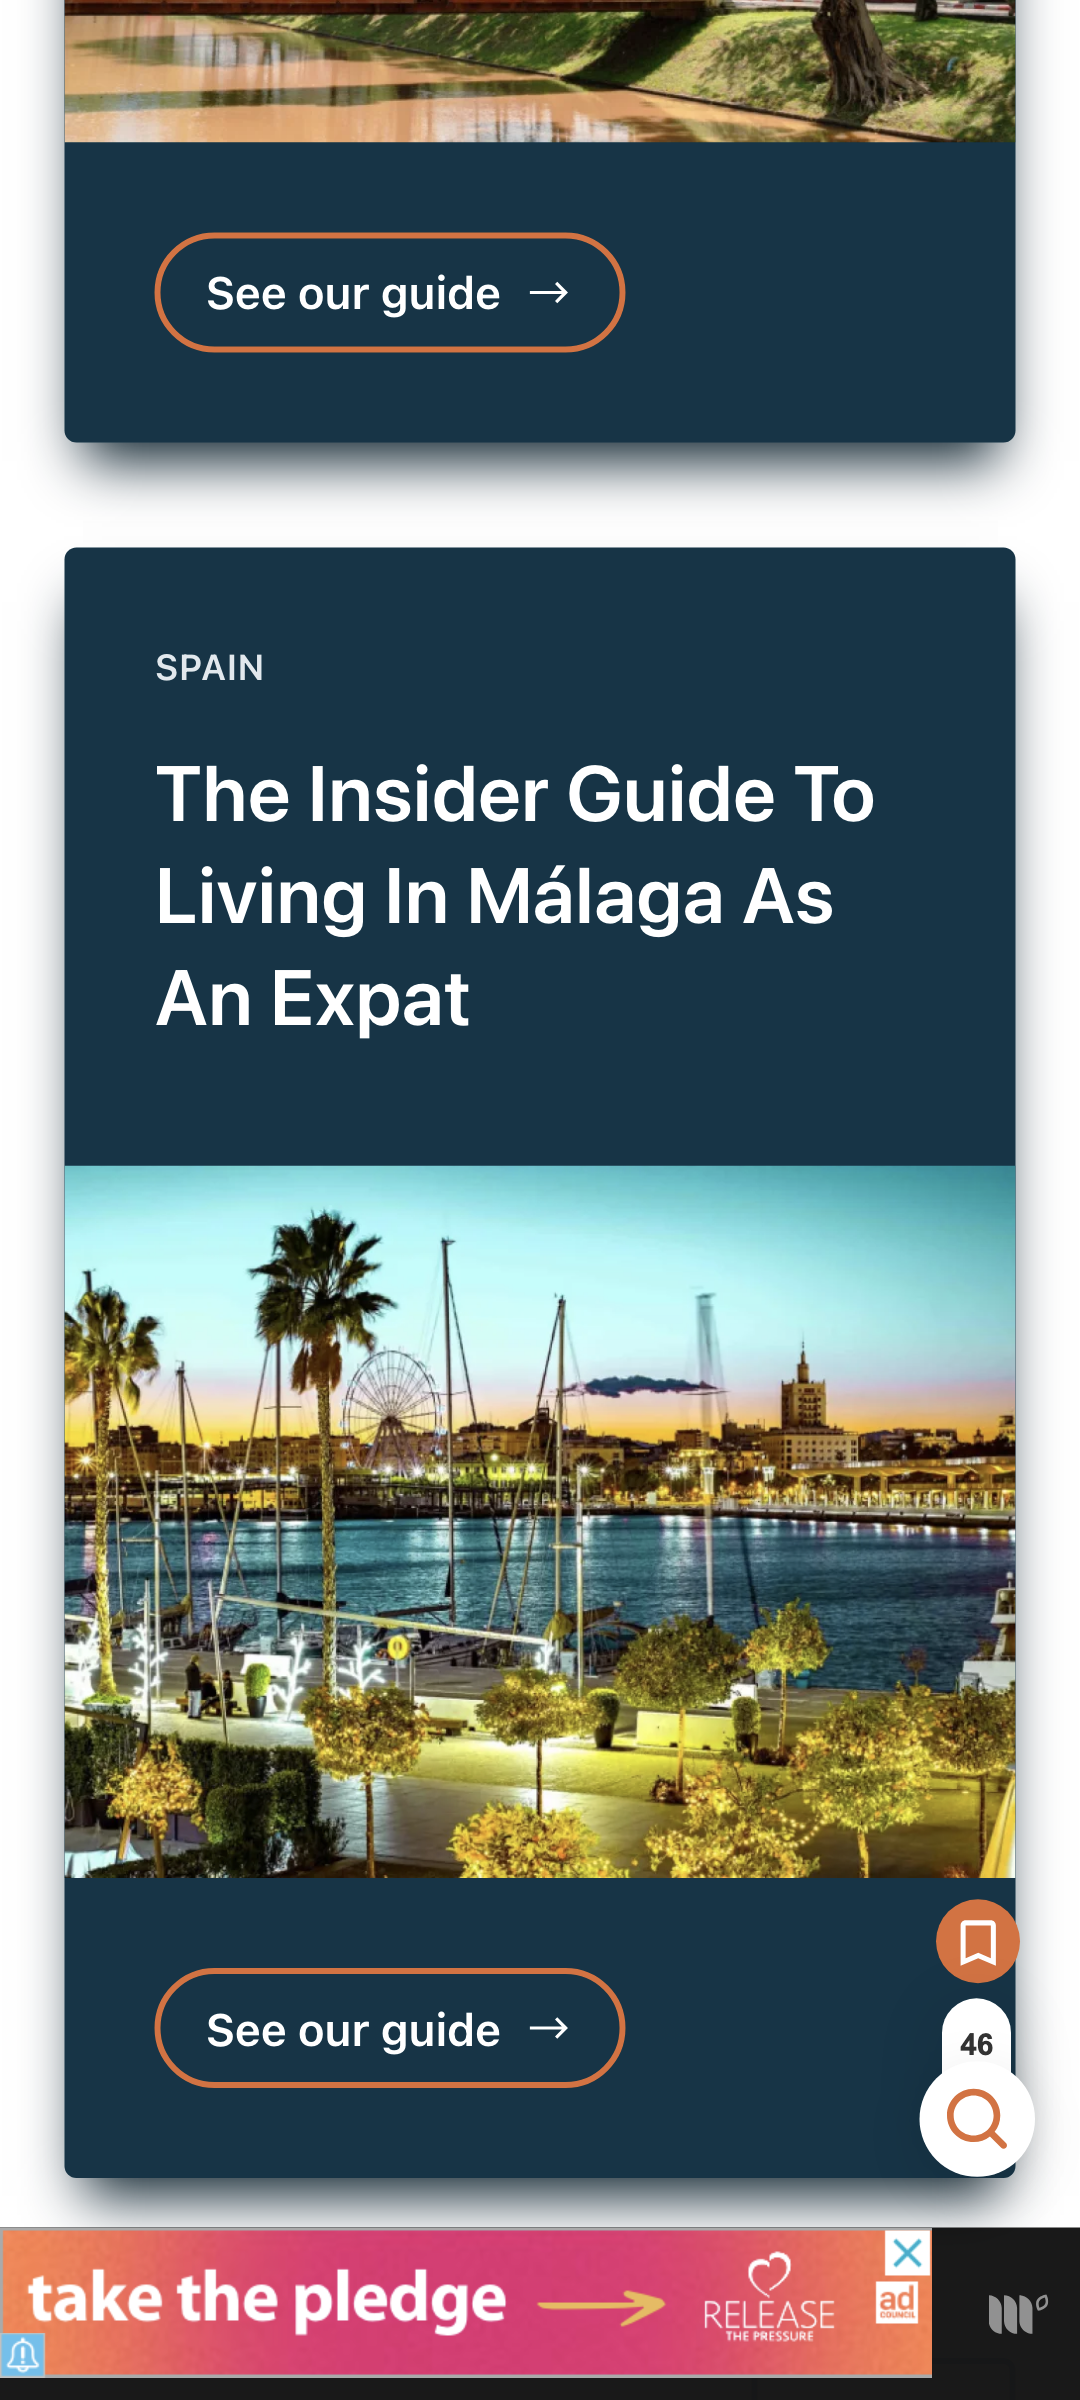 See our guide →
SPAIN
The Insider Guide To
Living In Málaga As
An Expat
See our guide →
46
take the pledge
RELEASE
THE PRESSURE
ad
COUNCIL